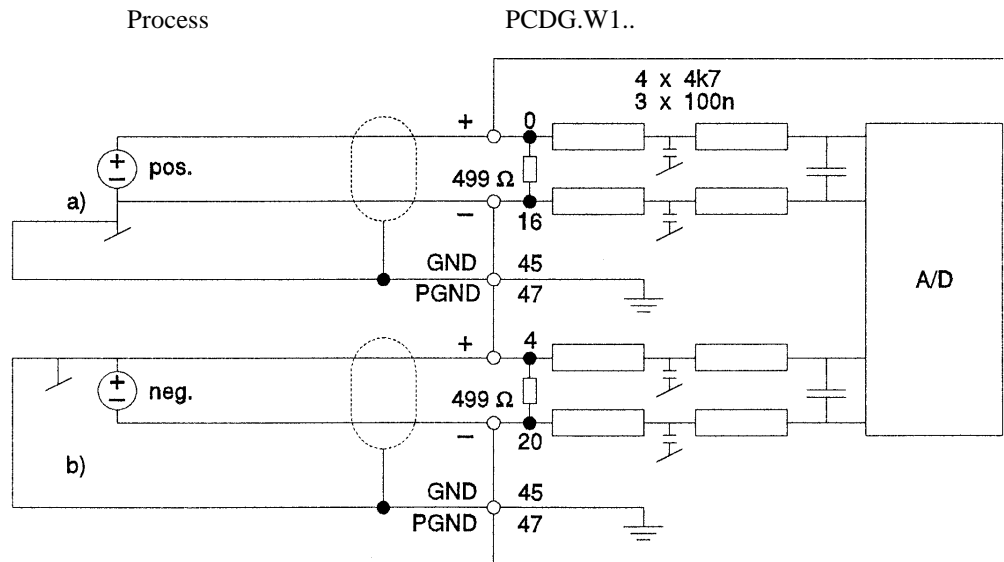 Process PCDG.W1..
4 x 4k7
3 x 100n
+ 0
+
− pos.
a)
499 Ω
− 16
GND 45
PGND 47
A/D
+ 4
+
− neg.
499 Ω
− 20
b)
GND 45
PGND 47